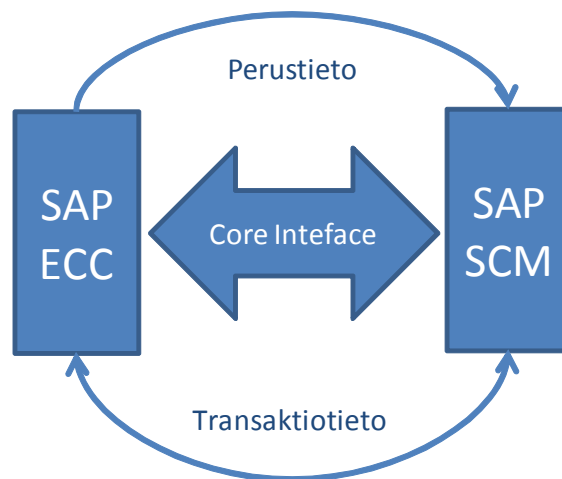 Perustieto
SAP
ECC
Core Inteface
SAP
SCM
Transaktiotieto